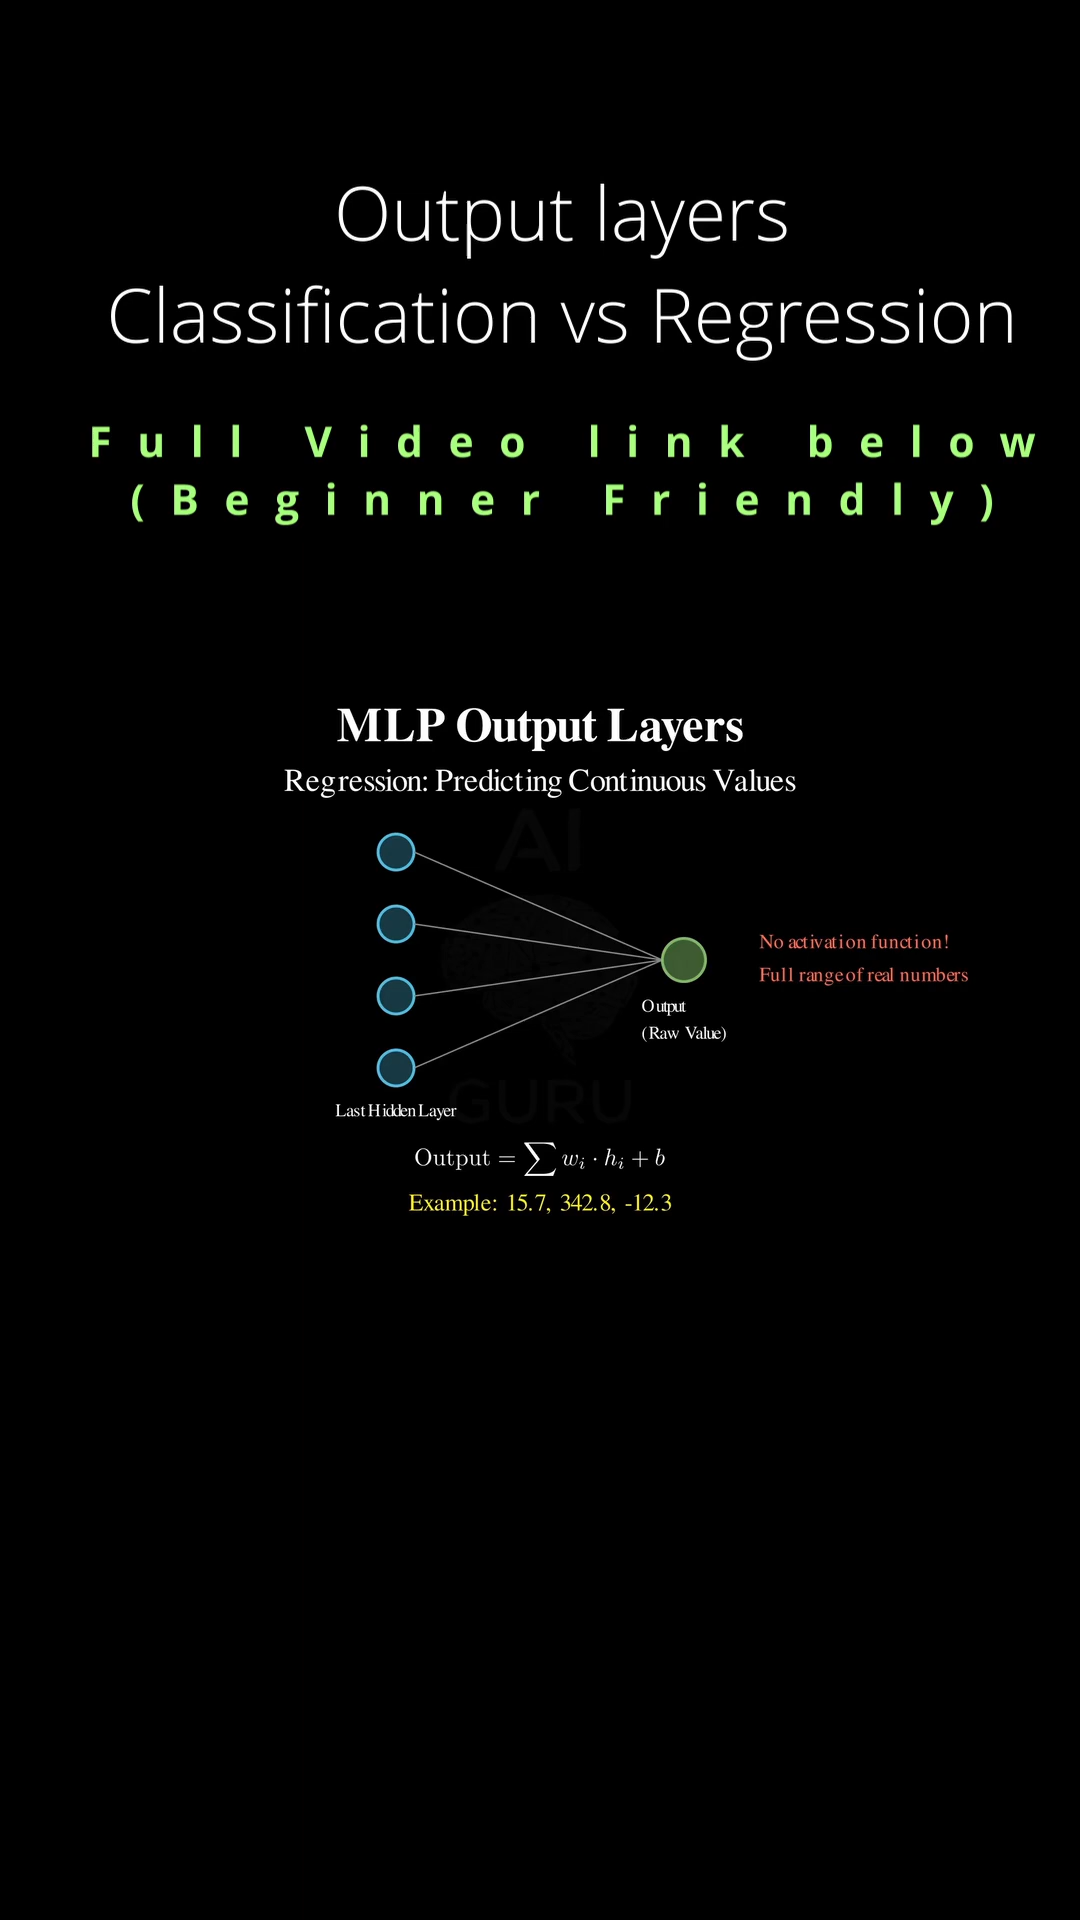 Output layers
Classification vs Regression
Full Video link below
(Beginner Friendly)
MLP Output Layers
Regression: Predicting Continuous Values
AI
No activation function!
Full range of real numbers
Output
(Raw Value)
GURU
Last Hidden Layer
Output = ∑ wᵢ · hᵢ + b
Example: 15.7, 342.8, -12.3